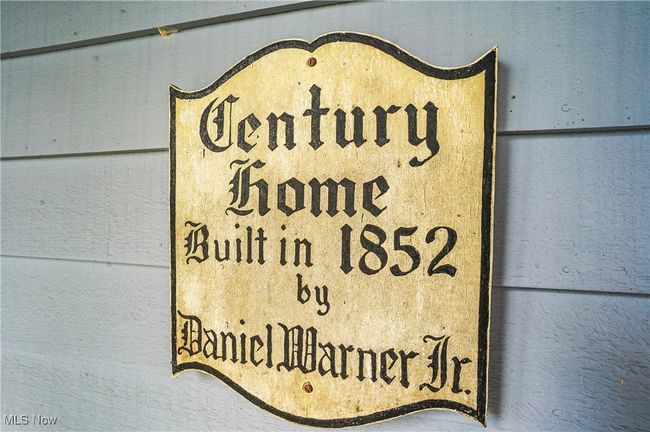 Century
Home
Built in 1852
by
Daniel Warner Jr.
MLS Now